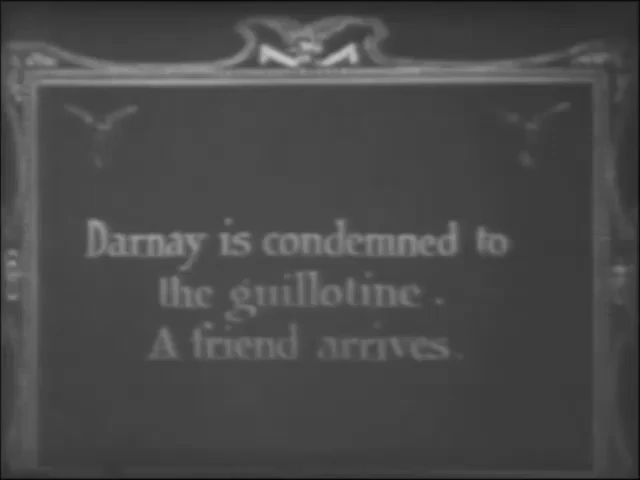 Darnay is condemned to
the guillotine.
A friend arrives.